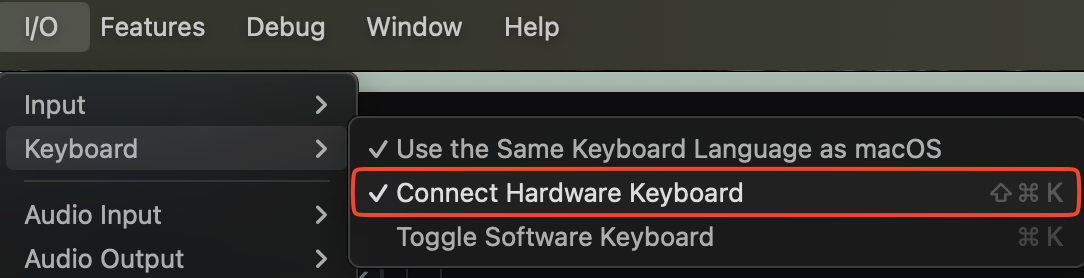 I/O Features Debug Window Help
Input
Keyboard
✓ Use the Same Keyboard Language as macOS
✓ Connect Hardware Keyboard ⇧⌘K
Toggle Software Keyboard ⌘K
Audio Input
Audio Output